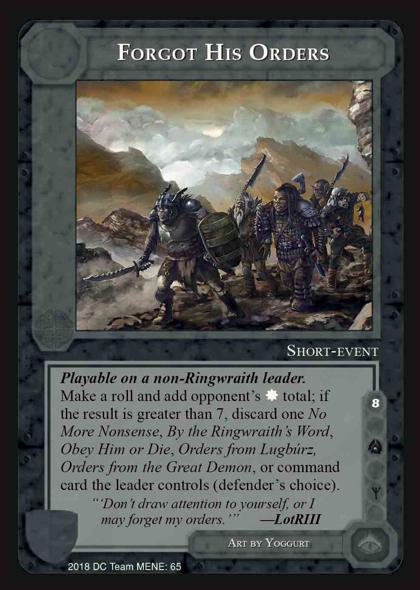 Forgot His Orders
Short-event
Playable on a non-Ringwraith leader.
Make a roll and add opponent's ✸ total; if
the result is greater than 7, discard one No
More Nonsense, By the Ringwraith's Word,
Obey Him or Die, Orders from Lugbúrz,
Orders from the Great Demon, or command
card the leader controls (defender's choice).
8
"'Don't draw attention to yourself, or I
may forget my orders.'" —LotRIII
Art by Yoggurt
2018 DC Team MENE: 65